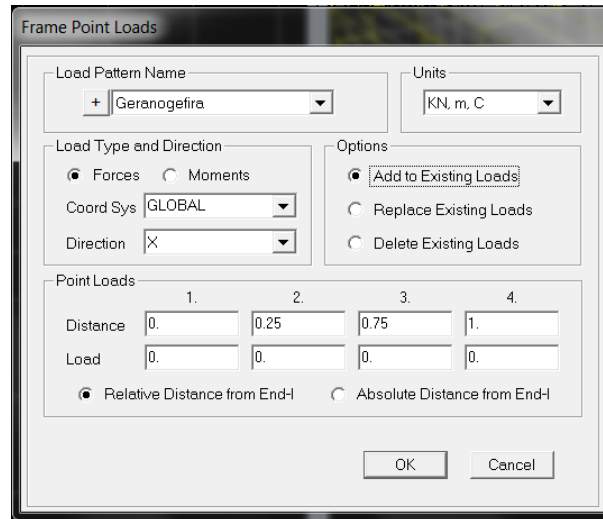 Frame Point Loads
Load Pattern Name
+ Geranogefira
Units
KN, m, C
Load Type and Direction
Forces Moments
Coord Sys GLOBAL
Direction X
Options
Add to Existing Loads
Replace Existing Loads
Delete Existing Loads
Point Loads
1. 2. 3. 4.
Distance 0. 0.25 0.75 1.
Load 0. 0. 0. 0.
Relative Distance from End-I Absolute Distance from End-I
OK Cancel